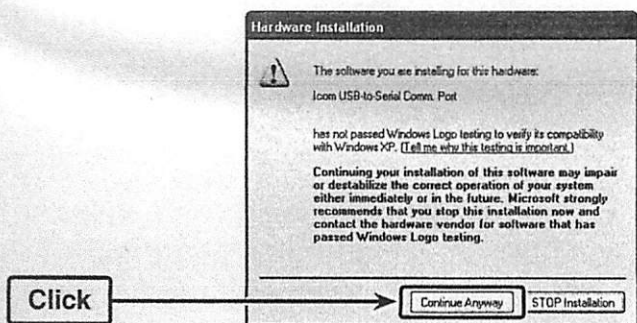 Hardware Installation
The software you are installing for this hardware:
Icom USB-to-Serial Comm. Port
has not passed Windows Logo testing to verify its compatibility
with Windows XP. (Tell me why this testing is important.)
Continuing your installation of this software may impair
or destabilize the correct operation of your system
either immediately or in the future. Microsoft strongly
recommends that you stop this installation now and
contact the hardware vendor for software that has
passed Windows Logo testing.
Click
Continue Anyway
STOP Installation